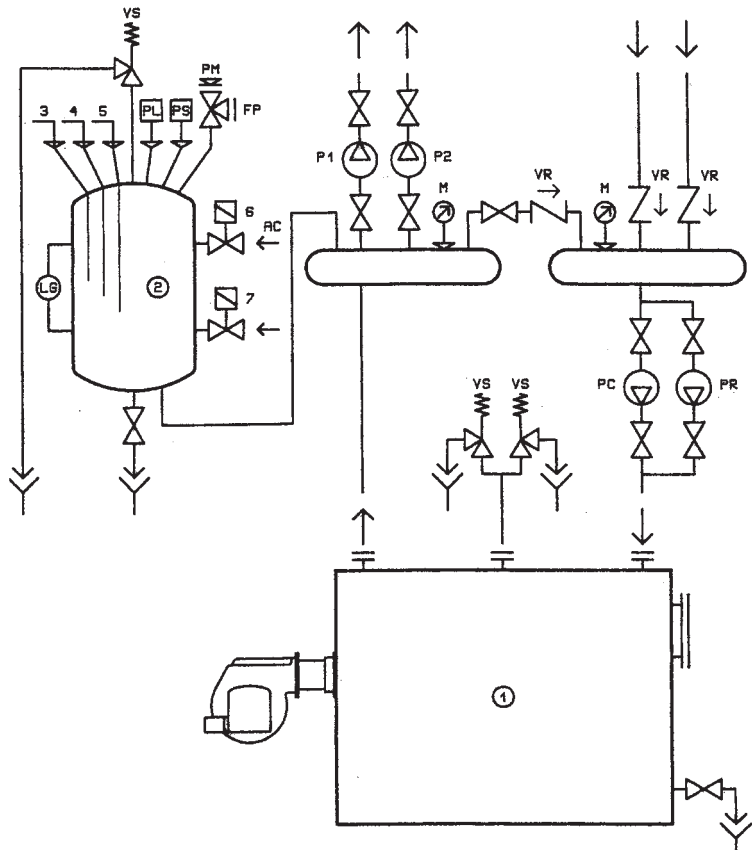 VS
PM
3 4 5 PL PS FP
P1 P2
M VR M VR VR
6
AC
LG 2 7
PC PR
VS VS
1